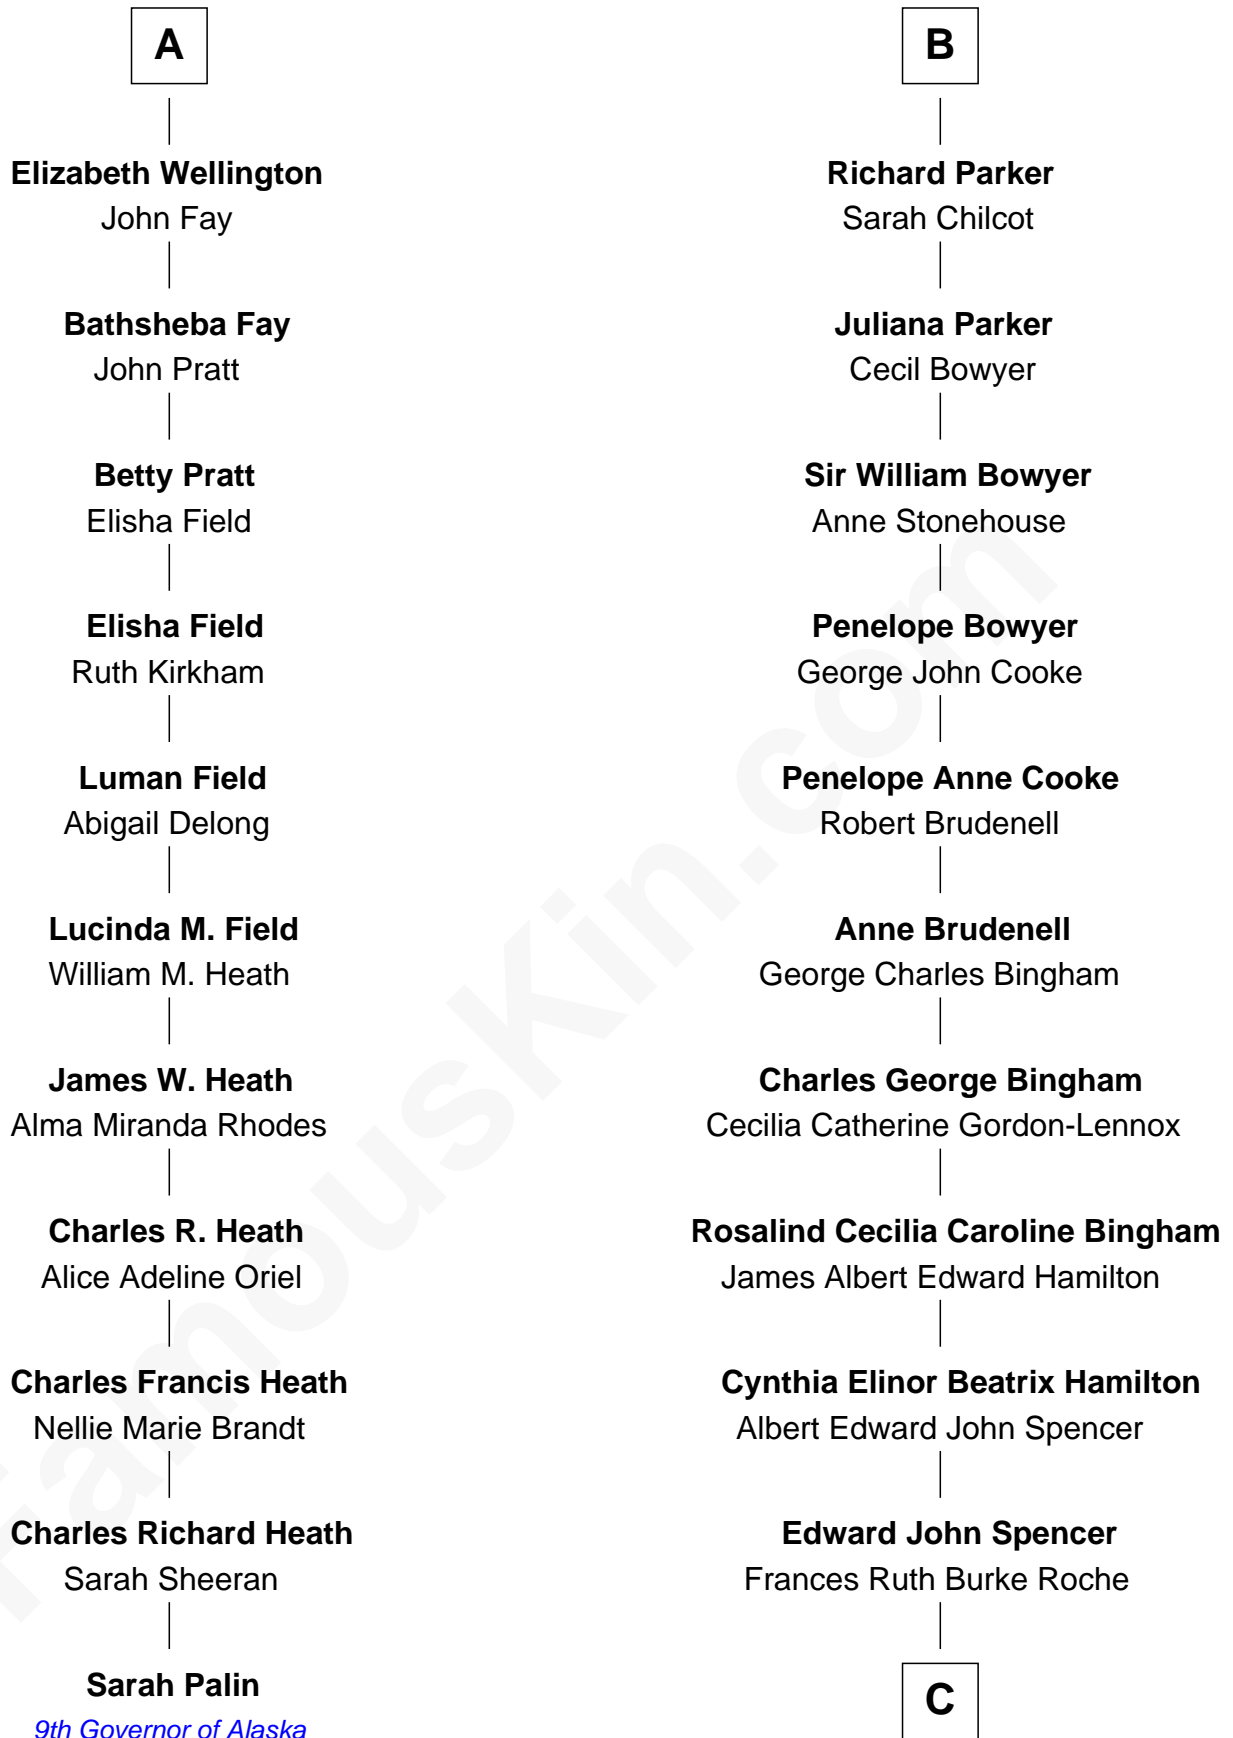 A
Elizabeth Wellington
John Fay
Bathsheba Fay
John Pratt
Betty Pratt
Elisha Field
Elisha Field
Ruth Kirkham
Luman Field
Abigail Delong
Lucinda M. Field
William M. Heath
James W. Heath
Alma Miranda Rhodes
Charles R. Heath
Alice Adeline Oriel
Charles Francis Heath
Nellie Marie Brandt
Charles Richard Heath
Sarah Sheeran
Sarah Palin
9th Governor of Alaska
B
Richard Parker
Sarah Chilcot
Juliana Parker
Cecil Bowyer
Sir William Bowyer
Anne Stonehouse
Penelope Bowyer
George John Cooke
Penelope Anne Cooke
Robert Brudenell
Anne Brudenell
George Charles Bingham
Charles George Bingham
Cecilia Catherine Gordon-Lennox
Rosalind Cecilia Caroline Bingham
James Albert Edward Hamilton
Cynthia Elinor Beatrix Hamilton
Albert Edward John Spencer
Edward John Spencer
Frances Ruth Burke Roche
C
FamousKin.com